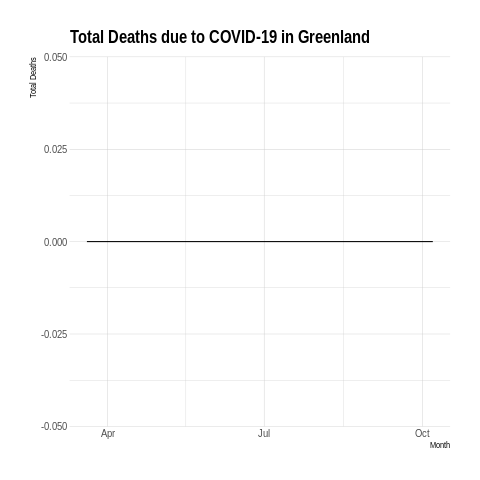 Total Deaths due to COVID-19 in Greenland
Total Deaths
0.050
0.025
0.000
-0.025
-0.050
Apr Jul Oct
Month